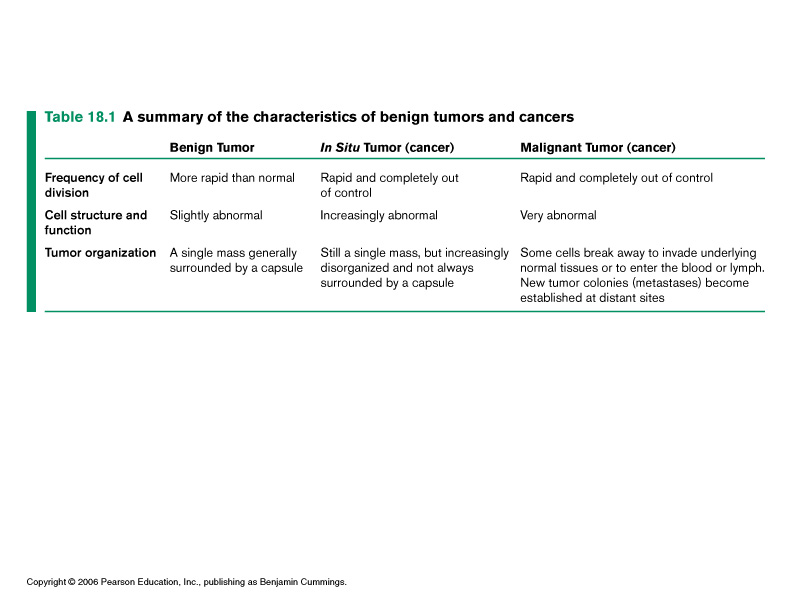 Table 18.1 A summary of the characteristics of benign tumors and cancers
Benign Tumor In Situ Tumor (cancer) Malignant Tumor (cancer)
Frequency of cell division More rapid than normal Rapid and completely out of control Rapid and completely out of control
Cell structure and function Slightly abnormal Increasingly abnormal Very abnormal
Tumor organization A single mass generally surrounded by a capsule Still a single mass, but increasingly disorganized and not always surrounded by a capsule Some cells break away to invade underlying normal tissues or to enter the blood or lymph. New tumor colonies (metastases) become established at distant sites
Copyright © 2006 Pearson Education, Inc., publishing as Benjamin Cummings.